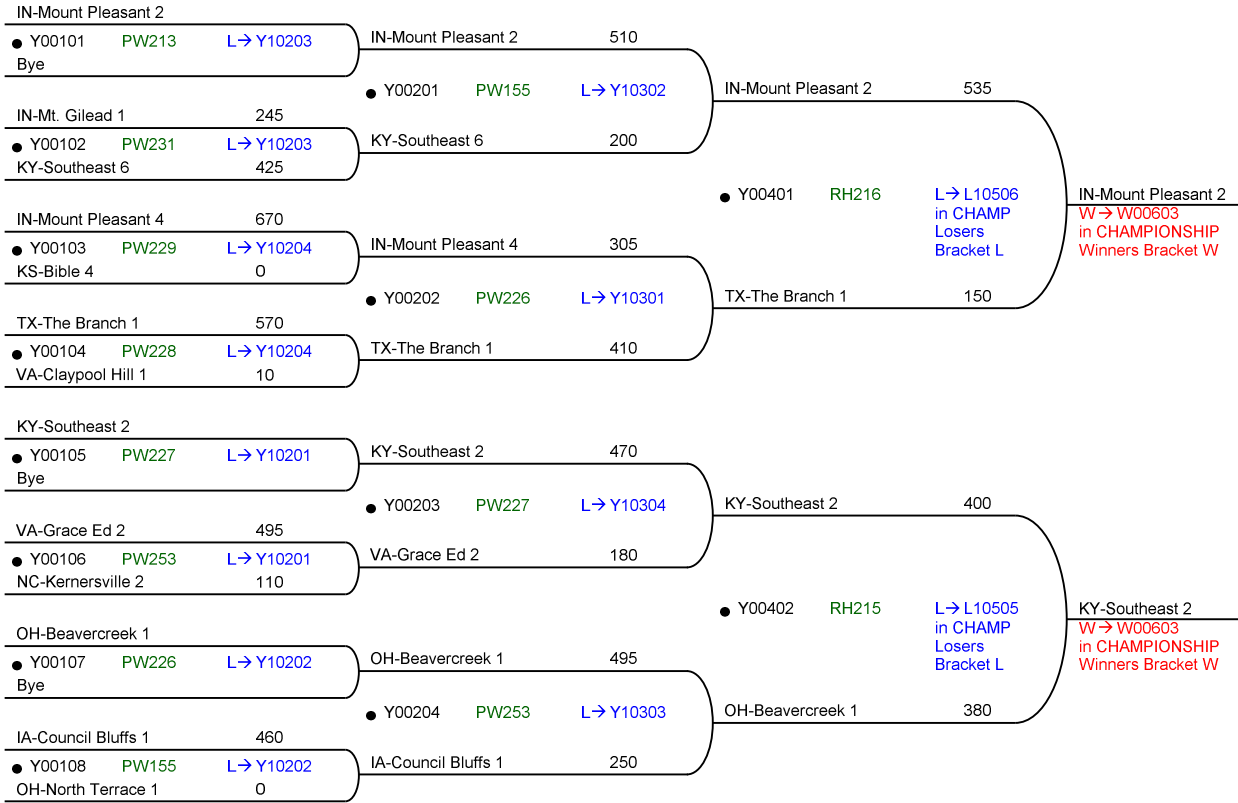 IN-Mount Pleasant 2
Y00101 PW213 L→ Y10203
Bye
IN-Mt. Gilead 1 245
Y00102 PW231 L→ Y10203
KY-Southeast 6 425
IN-Mount Pleasant 4 670
Y00103 PW229 L→ Y10204
KS-Bible 4 0
TX-The Branch 1 570
Y00104 PW228 L→ Y10204
VA-Claypool Hill 1 10
KY-Southeast 2
Y00105 PW227 L→ Y10201
Bye
VA-Grace Ed 2 495
Y00106 PW253 L→ Y10201
NC-Kernersville 2 110
OH-Beavercreek 1
Y00107 PW226 L→ Y10202
Bye
IA-Council Bluffs 1 460
Y00108 PW155 L→ Y10202
OH-North Terrace 1 0
IN-Mount Pleasant 2 510
Y00201 PW155 L→ Y10302
KY-Southeast 6 200
IN-Mount Pleasant 4 305
Y00202 PW226 L→ Y10301
TX-The Branch 1 410
KY-Southeast 2 470
Y00203 PW227 L→ Y10304
VA-Grace Ed 2 180
OH-Beavercreek 1 495
Y00204 PW253 L→ Y10303
IA-Council Bluffs 1 250
IN-Mount Pleasant 2 535
Y00401 RH216 L→ L10506
in CHAMP
Losers
Bracket L
TX-The Branch 1 150
KY-Southeast 2 400
Y00402 RH215 L→ L10505
in CHAMP
Losers
Bracket L
OH-Beavercreek 1 380
IN-Mount Pleasant 2
W→ W00603
in CHAMPIONSHIP
Winners Bracket W
KY-Southeast 2
W→ W00603
in CHAMPIONSHIP
Winners Bracket W